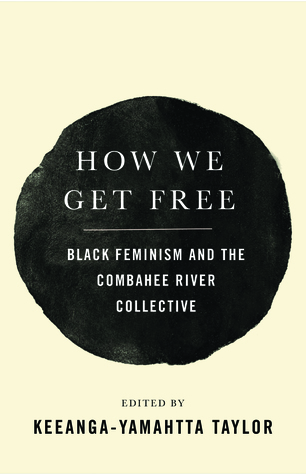 HOW WE
GET FREE
BLACK FEMINISM AND THE
COMBAHEE RIVER
COLLECTIVE
EDITED BY
KEEANGA-YAMAHTTA TAYLOR